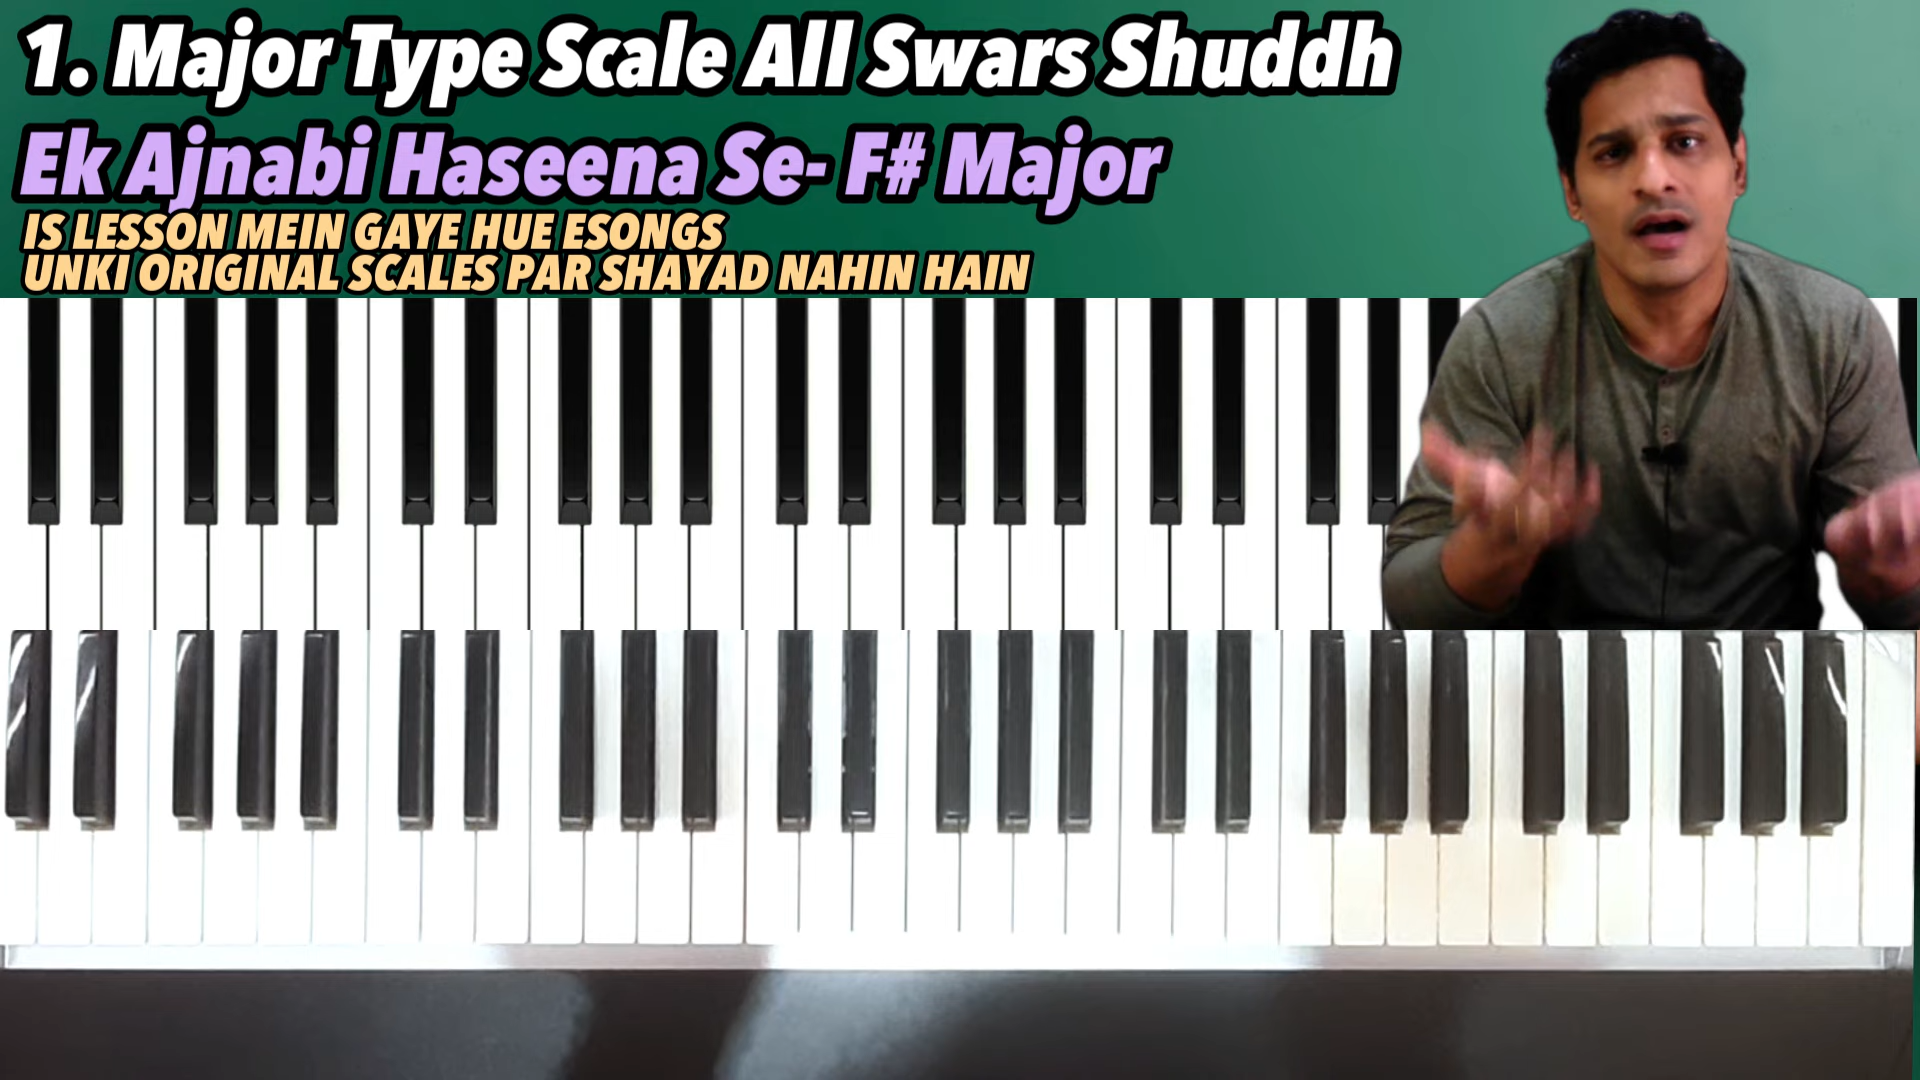 1. Major Type Scale All Swars Shuddh
Ek Ajnabi Haseena Se- F# Major
IS LESSON MEIN GAYE HUE ESONGS
UNKI ORIGINAL SCALES PAR SHAYAD NAHIN HAIN